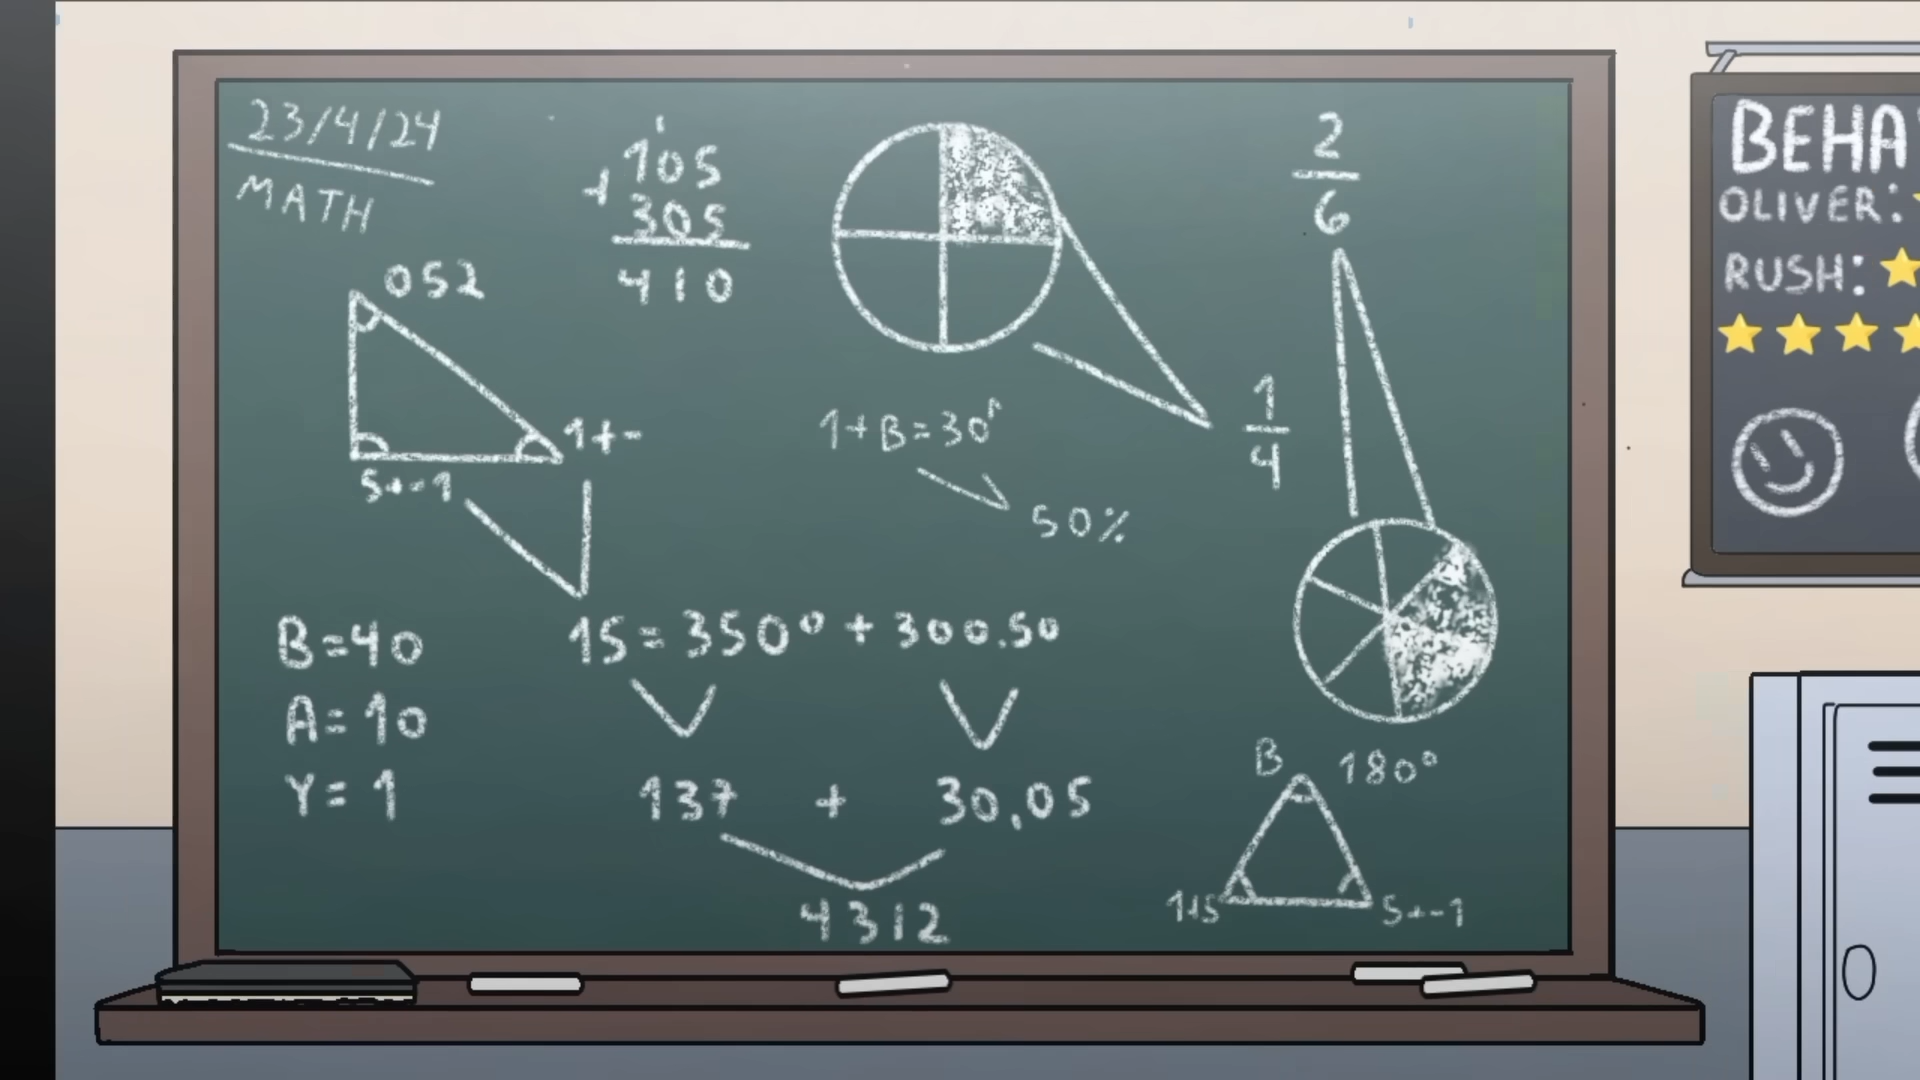 23/4/24
MATH
1
105
+
305
410
2
6
052
1+-
5+-1
1+B=30°
50%
1
4
B=40
A=10
Y=1
15=350°+300.50
137 + 30,05
4312
B 180°
1+5
5+-1
BEHA
OLIVER:
RUSH: